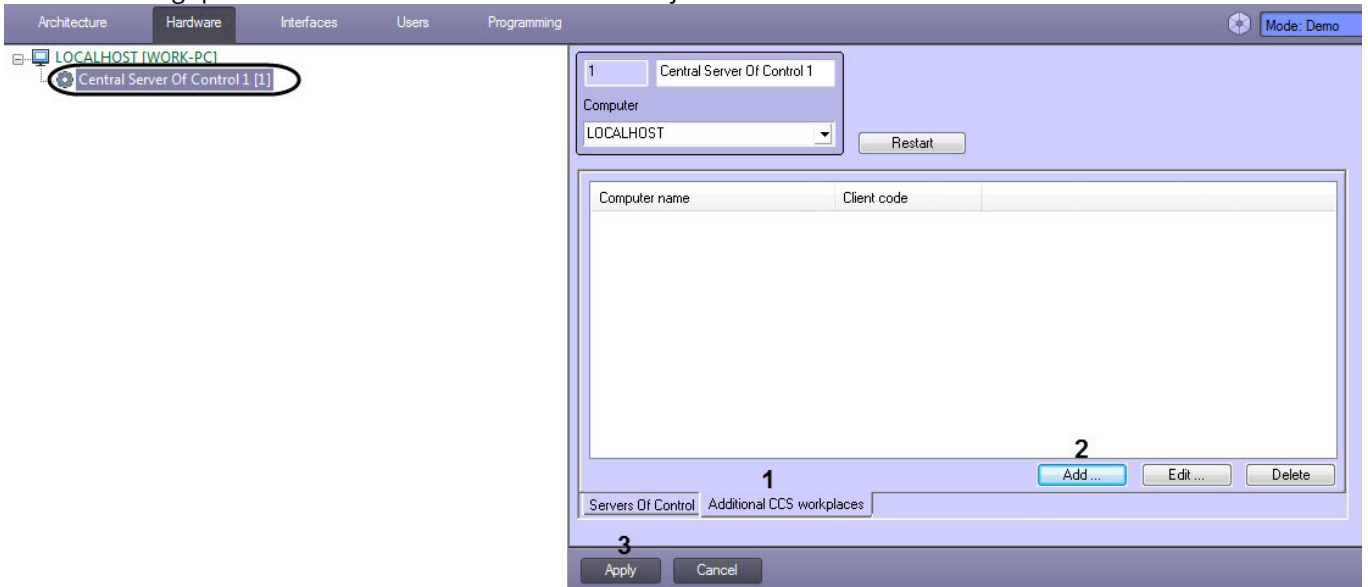 Architecture Hardware Interfaces Users Programming Mode: Demo
LOCALHOST [WORK-PC]
Central Server Of Control 1 [1]
1 Central Server Of Control 1
Computer
LOCALHOST
Restart
Computer name Client code
2
Add ... Edit ... Delete
1
Servers Of Control Additional CCS workplaces
3
Apply Cancel